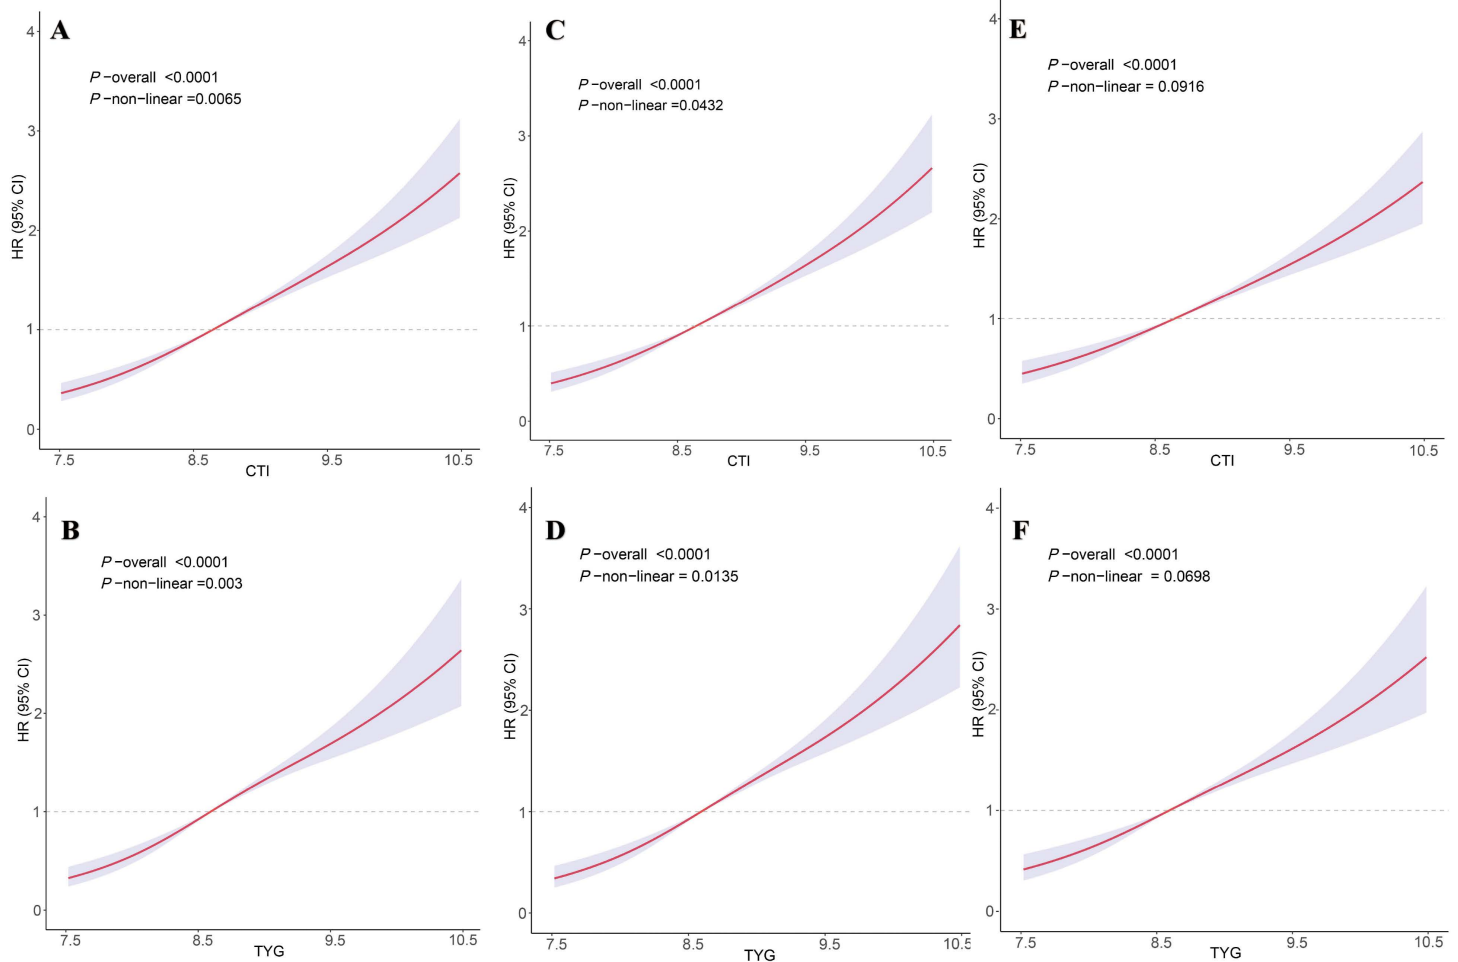 A
P-overall <0.0001
P-non-linear =0.0065
HR (95% CI)
4
3
2
1
0
7.5 8.5 9.5 10.5
CTI
C
P-overall <0.0001
P-non-linear =0.0432
HR (95% CI)
4
3
2
1
0
7.5 8.5 9.5 10.5
CTI
E
P-overall <0.0001
P-non-linear = 0.0916
HR (95% CI)
4
3
2
1
0
7.5 8.5 9.5 10.5
CTI
B
P-overall <0.0001
P-non-linear =0.003
HR (95% CI)
4
3
2
1
0
7.5 8.5 9.5 10.5
TYG
D
P-overall <0.0001
P-non-linear = 0.0135
HR (95% CI)
4
3
2
1
0
7.5 8.5 9.5 10.5
TYG
F
P-overall <0.0001
P-non-linear = 0.0698
HR (95% CI)
4
3
2
1
0
7.5 8.5 9.5 10.5
TYG